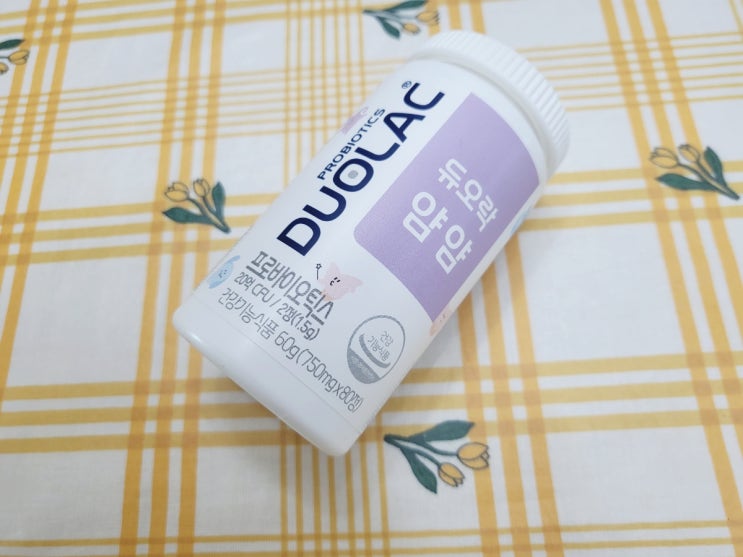 PROBIOTICS
DUOLAC®
듀오락
얌얌
프로바이오틱스
20억 CFU / 2정(1.5g)
건강기능식품 60g(750mg x 80정)
건강
기능식품